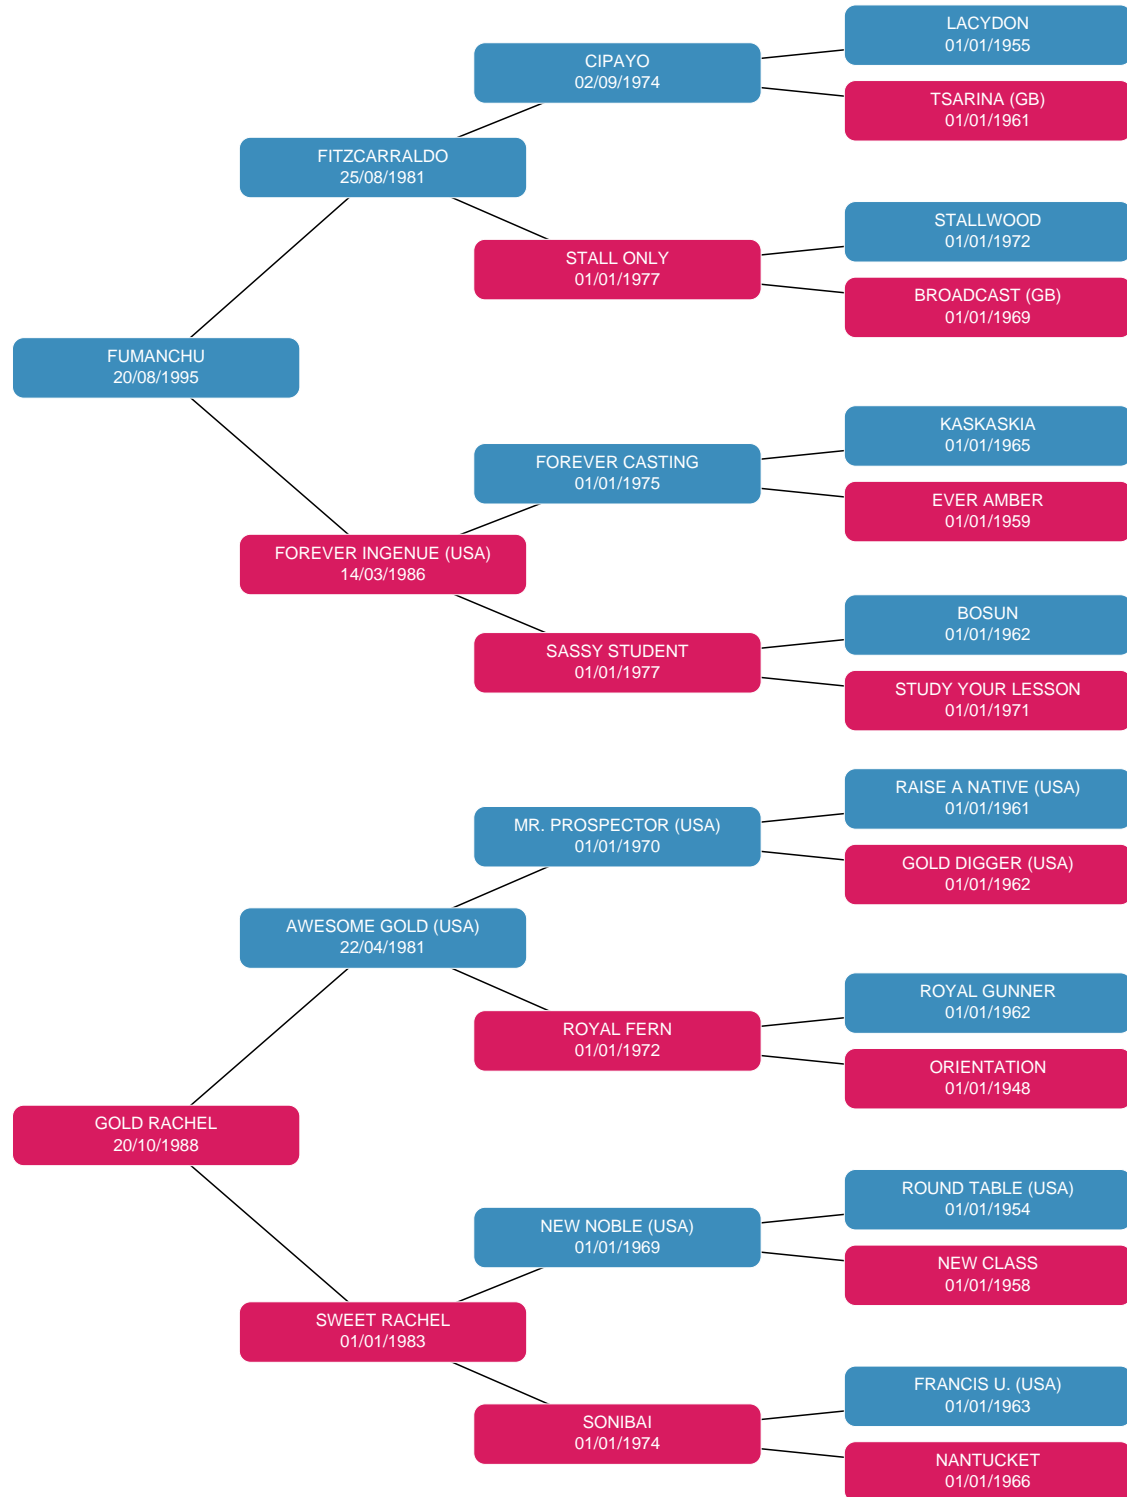 LACYDON
01/01/1955
CIPAYO
02/09/1974
TSARINA (GB)
01/01/1961
FITZCARRALDO
25/08/1981
STALLWOOD
01/01/1972
STALL ONLY
01/01/1977
BROADCAST (GB)
01/01/1969
FUMANCHU
20/08/1995
KASKASKIA
01/01/1965
FOREVER CASTING
01/01/1975
EVER AMBER
01/01/1959
FOREVER INGENUE (USA)
14/03/1986
BOSUN
01/01/1962
SASSY STUDENT
01/01/1977
STUDY YOUR LESSON
01/01/1971
RAISE A NATIVE (USA)
01/01/1961
MR. PROSPECTOR (USA)
01/01/1970
GOLD DIGGER (USA)
01/01/1962
AWESOME GOLD (USA)
22/04/1981
ROYAL GUNNER
01/01/1962
ROYAL FERN
01/01/1972
ORIENTATION
01/01/1948
GOLD RACHEL
20/10/1988
ROUND TABLE (USA)
01/01/1954
NEW NOBLE (USA)
01/01/1969
NEW CLASS
01/01/1958
SWEET RACHEL
01/01/1983
FRANCIS U. (USA)
01/01/1963
SONIBAI
01/01/1974
NANTUCKET
01/01/1966